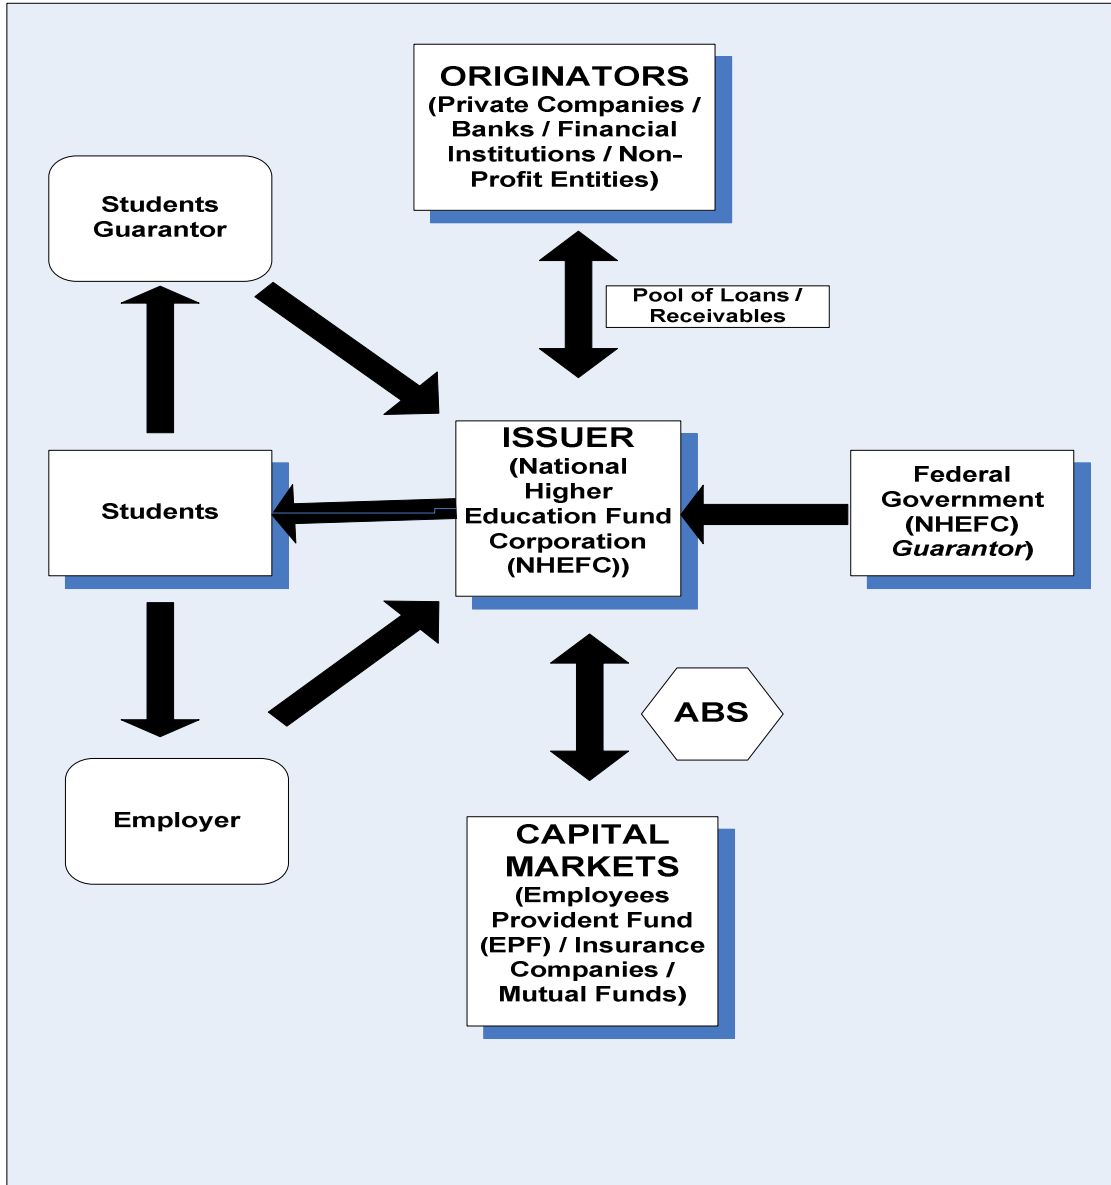 ORIGINATORS
(Private Companies /
Banks / Financial
Institutions / Non-
Profit Entities)
Students
Guarantor
Pool of Loans /
Receivables
ISSUER
(National
Higher
Education Fund
Corporation
(NHEFC))
Students
Federal
Government
(NHEFC)
Guarantor)
ABS
Employer
CAPITAL
MARKETS
(Employees
Provident Fund
(EPF) / Insurance
Companies /
Mutual Funds)